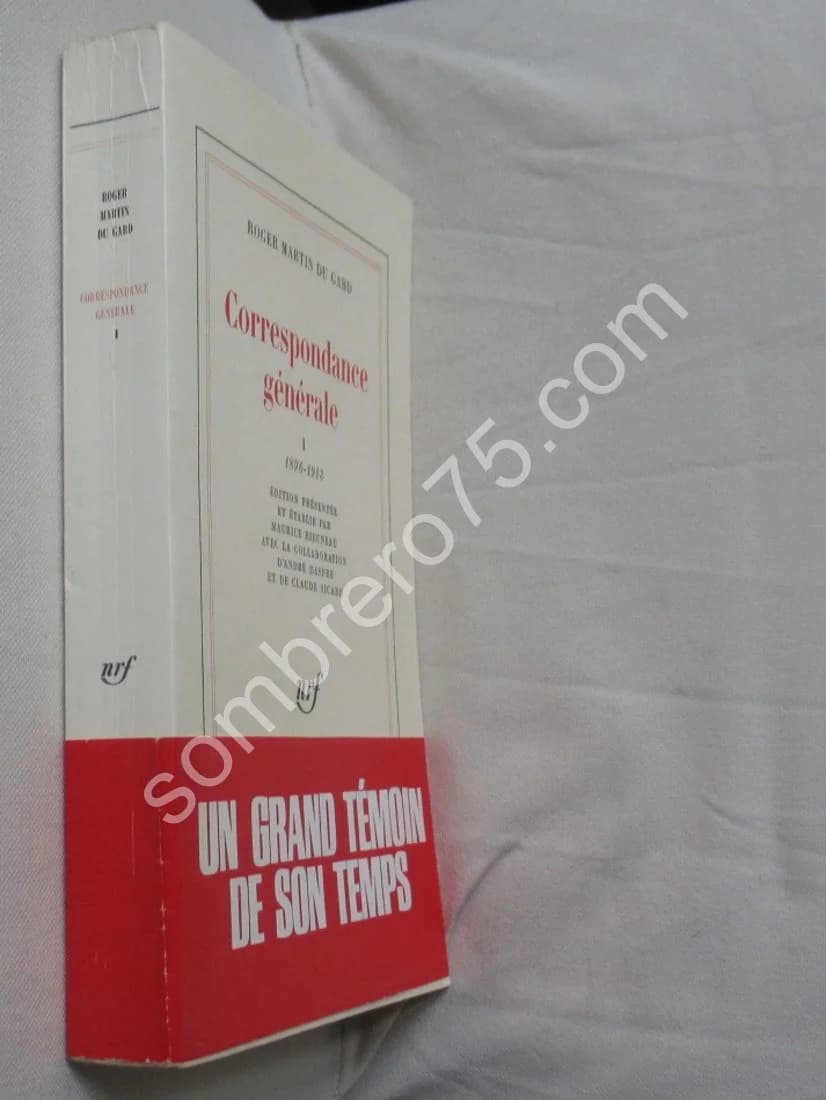 ROGER
MARTIN
DU GARD
CORRESPONDANCE
GÉNÉRALE
I
nrf
ROGER MARTIN DU GARD
Correspondance
générale
I
1896-1913
ÉDITION PRÉSENTÉE
ET ÉTABLIE PAR
MAURICE RIEUNEAU
AVEC LA COLLABORATION
D'ANDRÉ DASPRE
ET DE CLAUDE SICARD
nrf
UN GRAND TÉMOIN
DE SON TEMPS
sombrero75.com